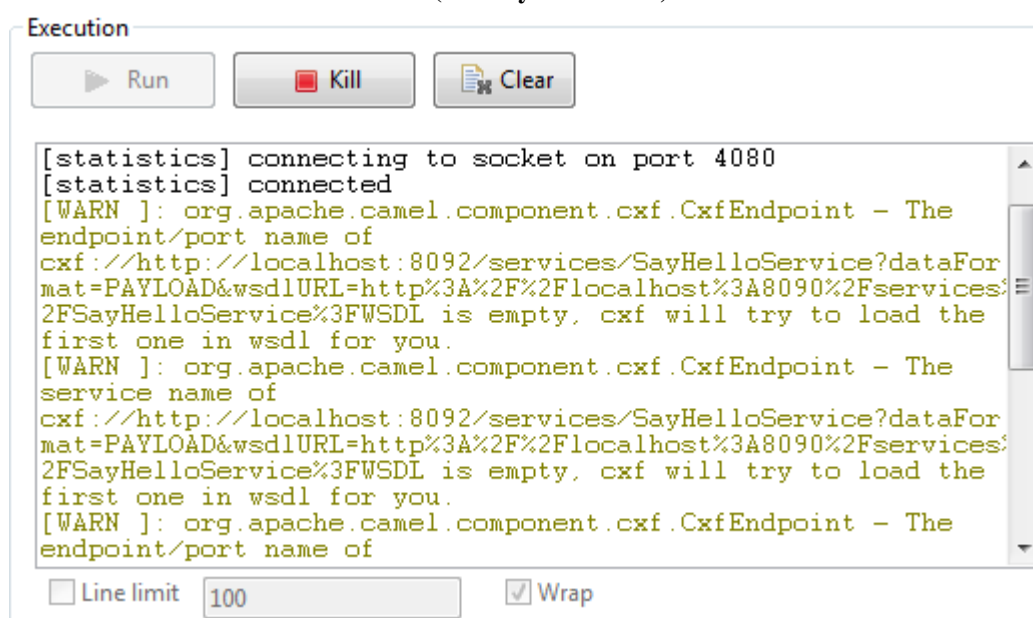 Execution
Run Kill Clear
[statistics] connecting to socket on port 4080
[statistics] connected
[WARN ]: org.apache.camel.component.cxf.CxfEndpoint - The
endpoint/port name of
cxf://http://localhost:8092/services/SayHelloService?dataFor
mat=PAYLOAD&wsdlURL=http%3A%2F%2Flocalhost%3A8090%2Fservices%
2FSayHelloService%3FWSDL is empty, cxf will try to load the
first one in wsdl for you.
[WARN ]: org.apache.camel.component.cxf.CxfEndpoint - The
service name of
cxf://http://localhost:8092/services/SayHelloService?dataFor
mat=PAYLOAD&wsdlURL=http%3A%2F%2Flocalhost%3A8090%2Fservices%
2FSayHelloService%3FWSDL is empty, cxf will try to load the
first one in wsdl for you.
[WARN ]: org.apache.camel.component.cxf.CxfEndpoint - The
endpoint/port name of
Line limit 100 Wrap